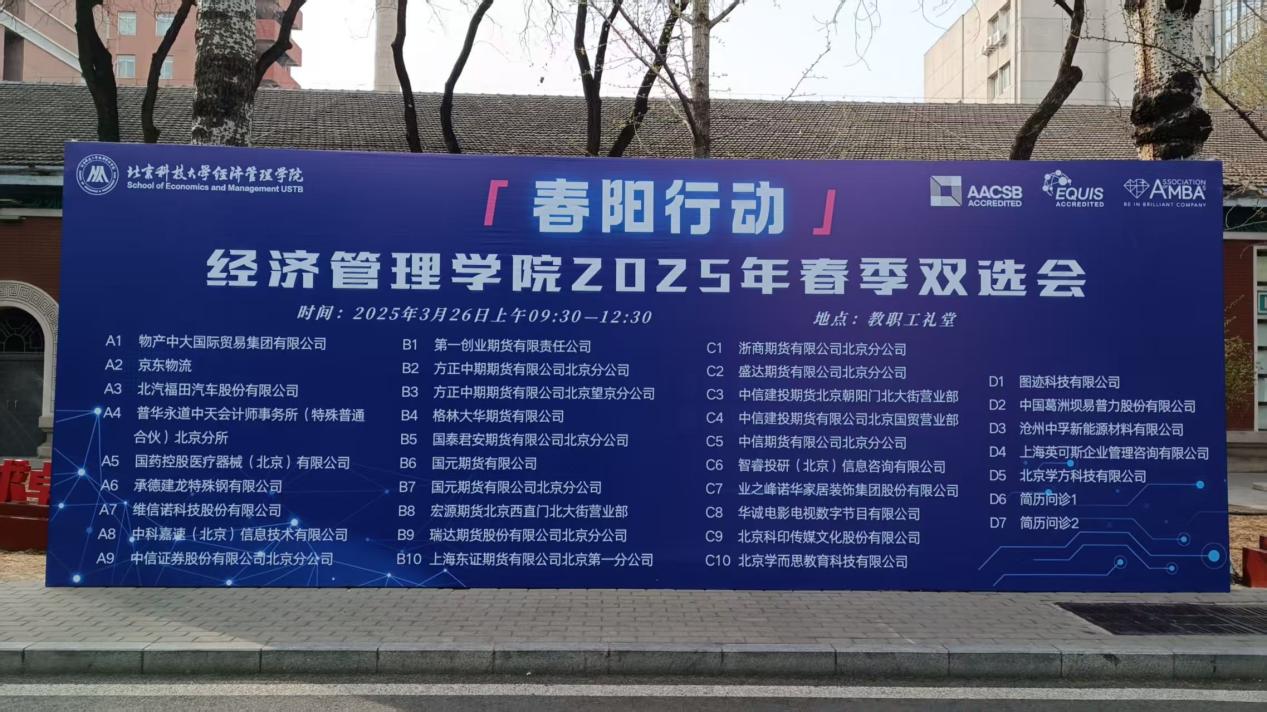 北京科技大学经济管理学院
School of Economics and Management USTB
「春阳行动」
AACSB
ACCREDITED
EQUIS
ACCREDITED
ASSOCIATION
AMBA
BE IN BRILLIANT COMPANY
经济管理学院2025年春季双选会
时间：2025年3月26日上午09:30—12:30
地点：教职工礼堂
A1 物产中大国际贸易集团有限公司
A2 京东物流
A3 北汽福田汽车股份有限公司
A4 普华永道中天会计师事务所（特殊普通
合伙）北京分所
A5 国药控股医疗器械（北京）有限公司
A6 承德建龙特殊钢有限公司
A7 维信诺科技股份有限公司
A8 中科嘉速（北京）信息技术有限公司
A9 中信证券股份有限公司北京分公司
B1 第一创业期货有限责任公司
B2 方正中期期货有限公司北京分公司
B3 方正中期期货有限公司北京望京分公司
B4 格林大华期货有限公司
B5 国泰君安期货有限公司北京分公司
B6 国元期货有限公司
B7 国元期货有限公司北京分公司
B8 宏源期货北京西直门北大街营业部
B9 瑞达期货股份有限公司北京分公司
B10 上海东证期货有限公司北京第一分公司
C1 浙商期货有限公司北京分公司
C2 盛达期货有限公司北京分公司
C3 中信建投期货北京朝阳门北大街营业部
C4 中信建投期货有限公司北京国贸营业部
C5 中信期货有限公司北京分公司
C6 智睿投研（北京）信息咨询有限公司
C7 业之峰诺华家居装饰集团股份有限公司
C8 华诚电影电视数字节目有限公司
C9 北京科印传媒文化股份有限公司
C10 北京学而思教育科技有限公司
D1 图迹科技有限公司
D2 中国葛洲坝易普力股份有限公司
D3 沧州中孚新能源材料有限公司
D4 上海英可斯企业管理咨询有限公司
D5 北京学方科技有限公司
D6 简历问诊1
D7 简历问诊2